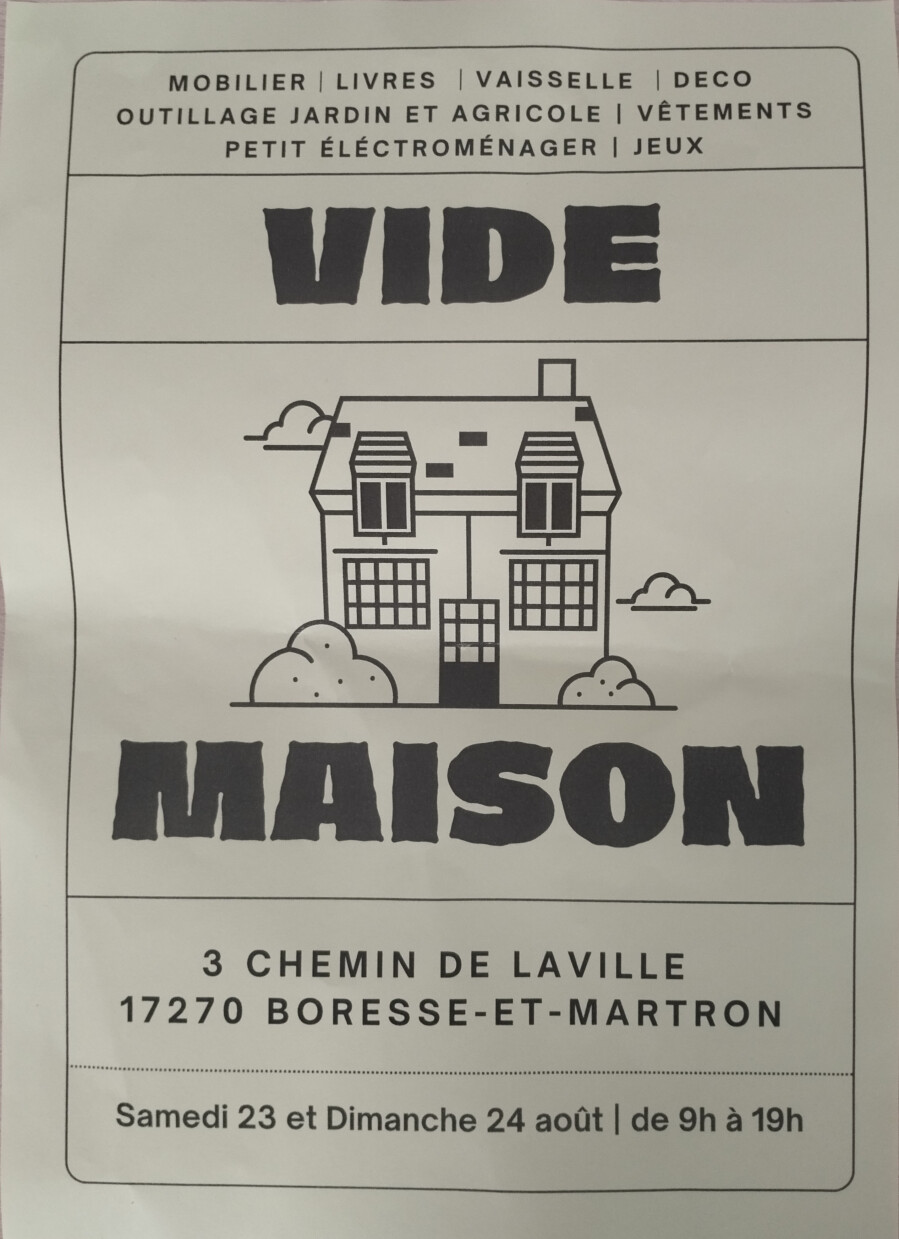 MOBILIER | LIVRES | VAISSELLE | DECO
OUTILLAGE JARDIN ET AGRICOLE | VÊTEMENTS
PETIT ÉLÉCTROMÉNAGER | JEUX
VIDE
MAISON
3 CHEMIN DE LAVILLE
17270 BORESSE-ET-MARTRON
Samedi 23 et Dimanche 24 août | de 9h à 19h